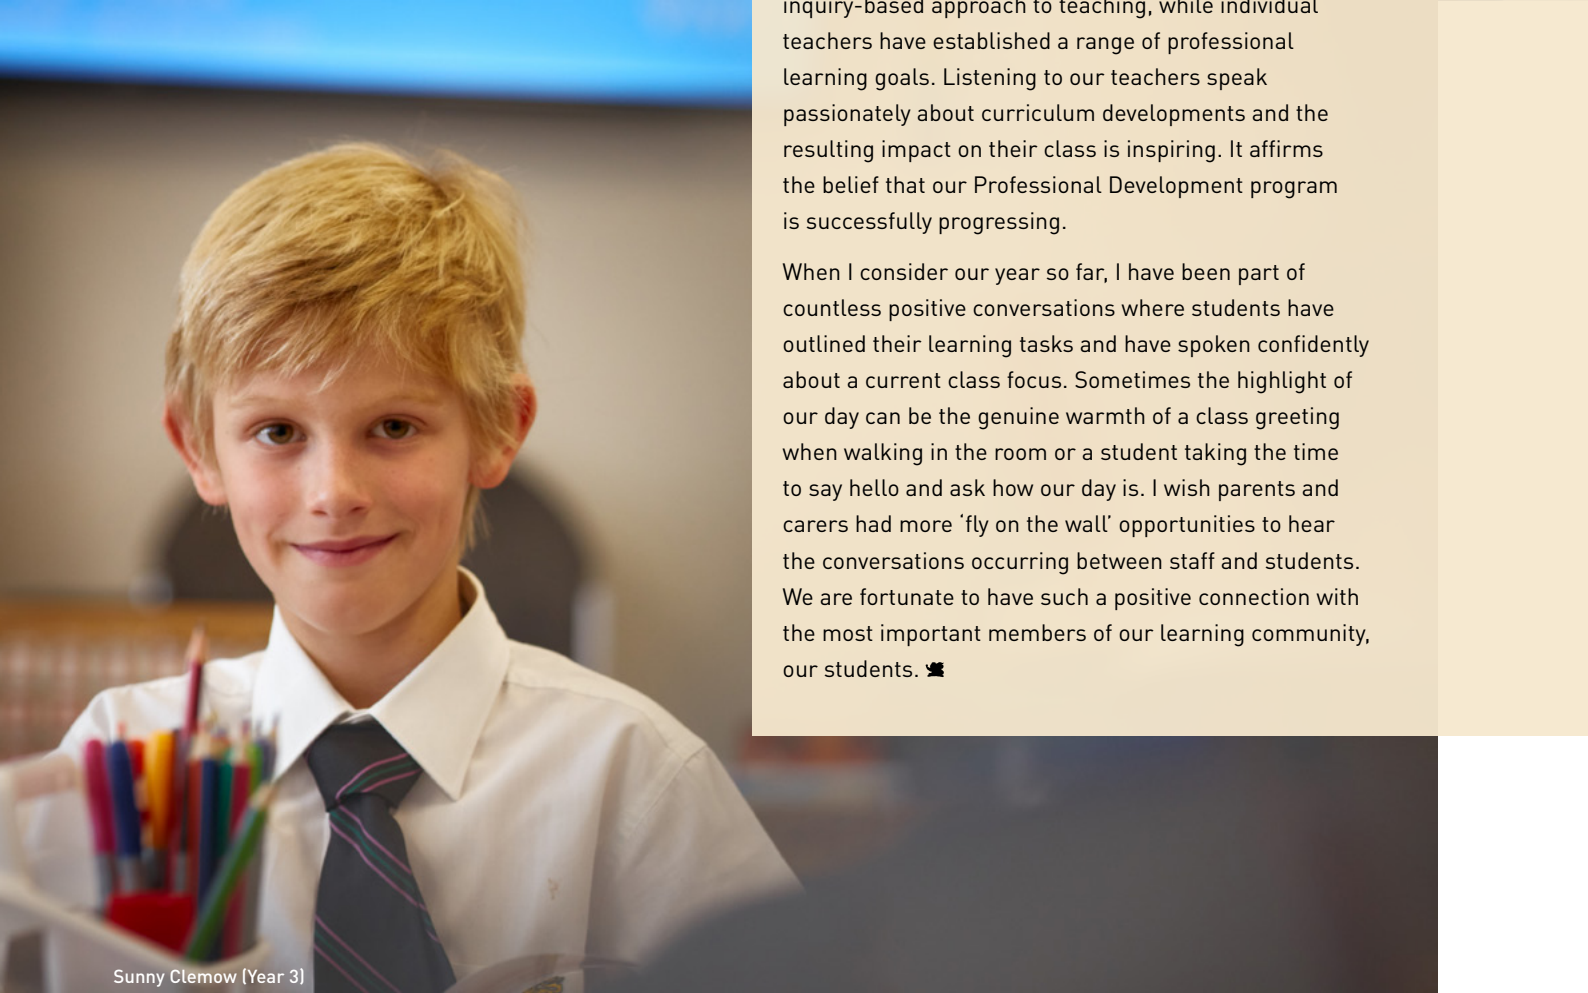 inquiry-based approach to teaching, while individual
teachers have established a range of professional
learning goals. Listening to our teachers speak
passionately about curriculum developments and the
resulting impact on their class is inspiring. It affirms
the belief that our Professional Development program
is successfully progressing.
When I consider our year so far, I have been part of
countless positive conversations where students have
outlined their learning tasks and have spoken confidently
about a current class focus. Sometimes the highlight of
our day can be the genuine warmth of a class greeting
when walking in the room or a student taking the time
to say hello and ask how our day is. I wish parents and
carers had more ‘fly on the wall’ opportunities to hear
the conversations occurring between staff and students.
We are fortunate to have such a positive connection with
the most important members of our learning community,
our students.
Sunny Clemow (Year 3)